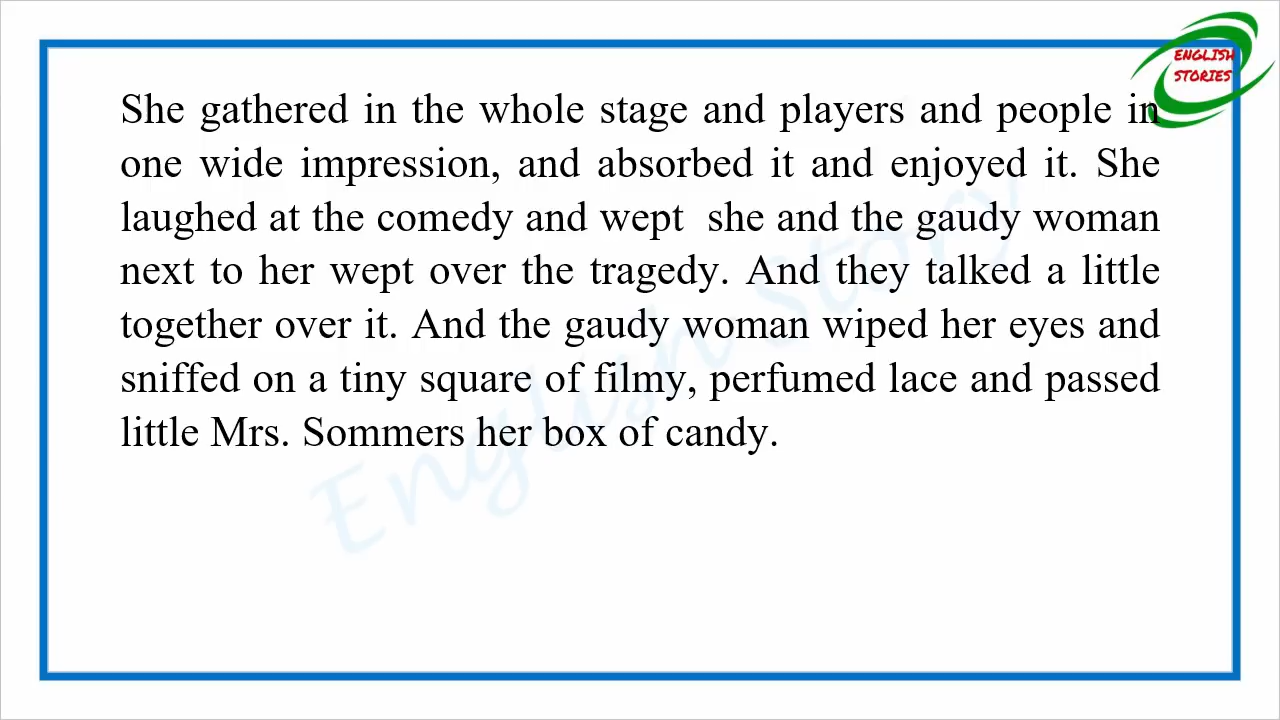 ENGLISH
STORIES
She gathered in the whole stage and players and people in
one wide impression, and absorbed it and enjoyed it. She
laughed at the comedy and wept  she and the gaudy woman
next to her wept over the tragedy. And they talked a little
together over it. And the gaudy woman wiped her eyes and
sniffed on a tiny square of filmy, perfumed lace and passed
little Mrs. Sommers her box of candy.
English Story